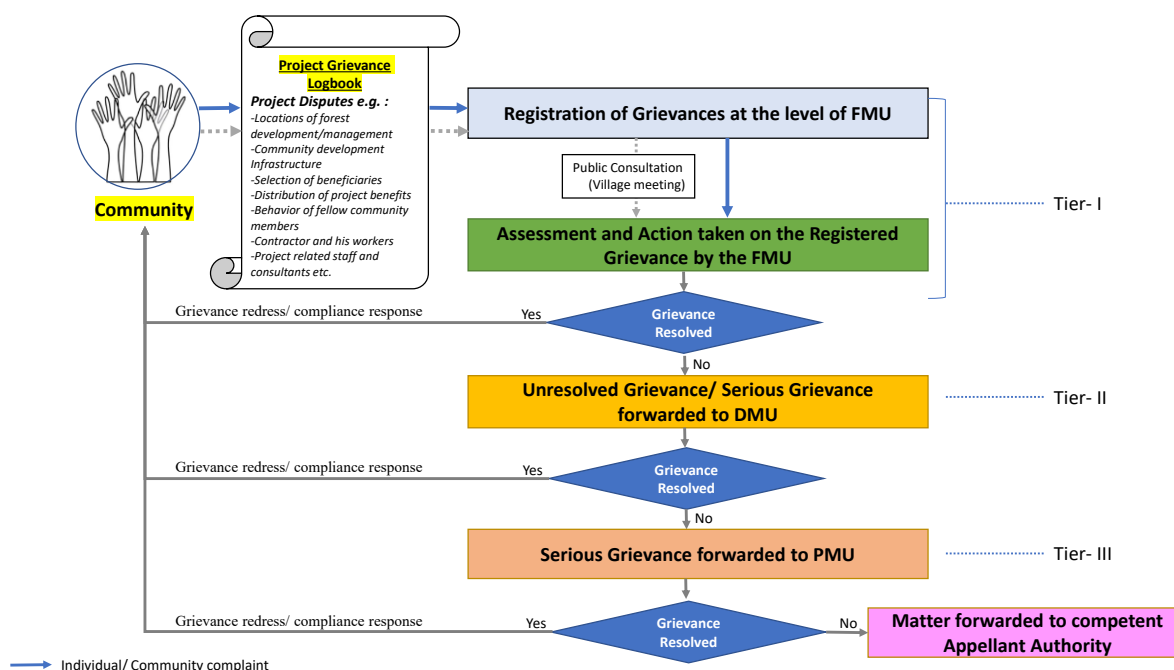 Project Grievance
Logbook
Project Disputes e.g. :
-Locations of forest
development/management
-Community development
Infrastructure
-Selection of beneficiaries
-Distribution of project benefits
-Behavior of fellow community
members
-Contractor and his workers
-Project related staff and
consultants etc.
Community
Registration of Grievances at the level of FMU
Public Consultation
(Village meeting)
Tier- I
Assessment and Action taken on the Registered
Grievance by the FMU
Grievance redress/ compliance response
Yes
Grievance
Resolved
No
Unresolved Grievance/ Serious Grievance
forwarded to DMU
Tier- II
Grievance redress/ compliance response
Yes
Grievance
Resolved
No
Serious Grievance forwarded to PMU
Tier- III
Grievance redress/ compliance response
Yes
Grievance
Resolved
No
Matter forwarded to competent
Appellant Authority
Individual/ Community complaint